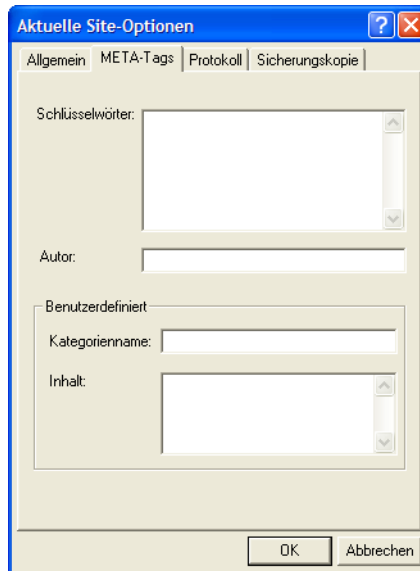 Aktuelle Site-Optionen
Allgemein META-Tags Protokoll Sicherungskopie
Schlüsselwörter:
Autor:
Benutzerdefiniert
Kategorienname:
Inhalt:
OK Abbrechen